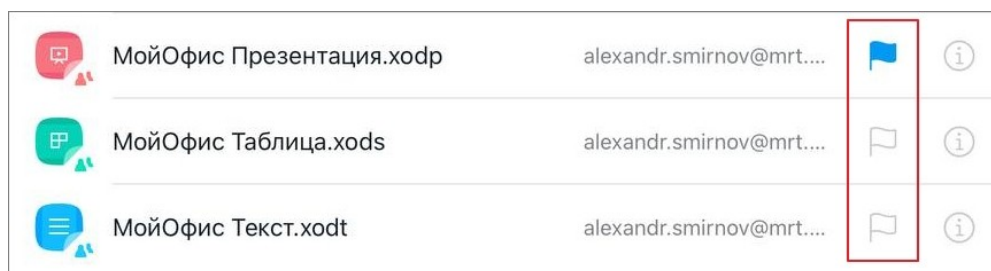 МойОфис Презентация.xodp alexandr.smirnov@mrt....
МойОфис Таблица.xods alexandr.smirnov@mrt....
МойОфис Текст.xodt alexandr.smirnov@mrt....